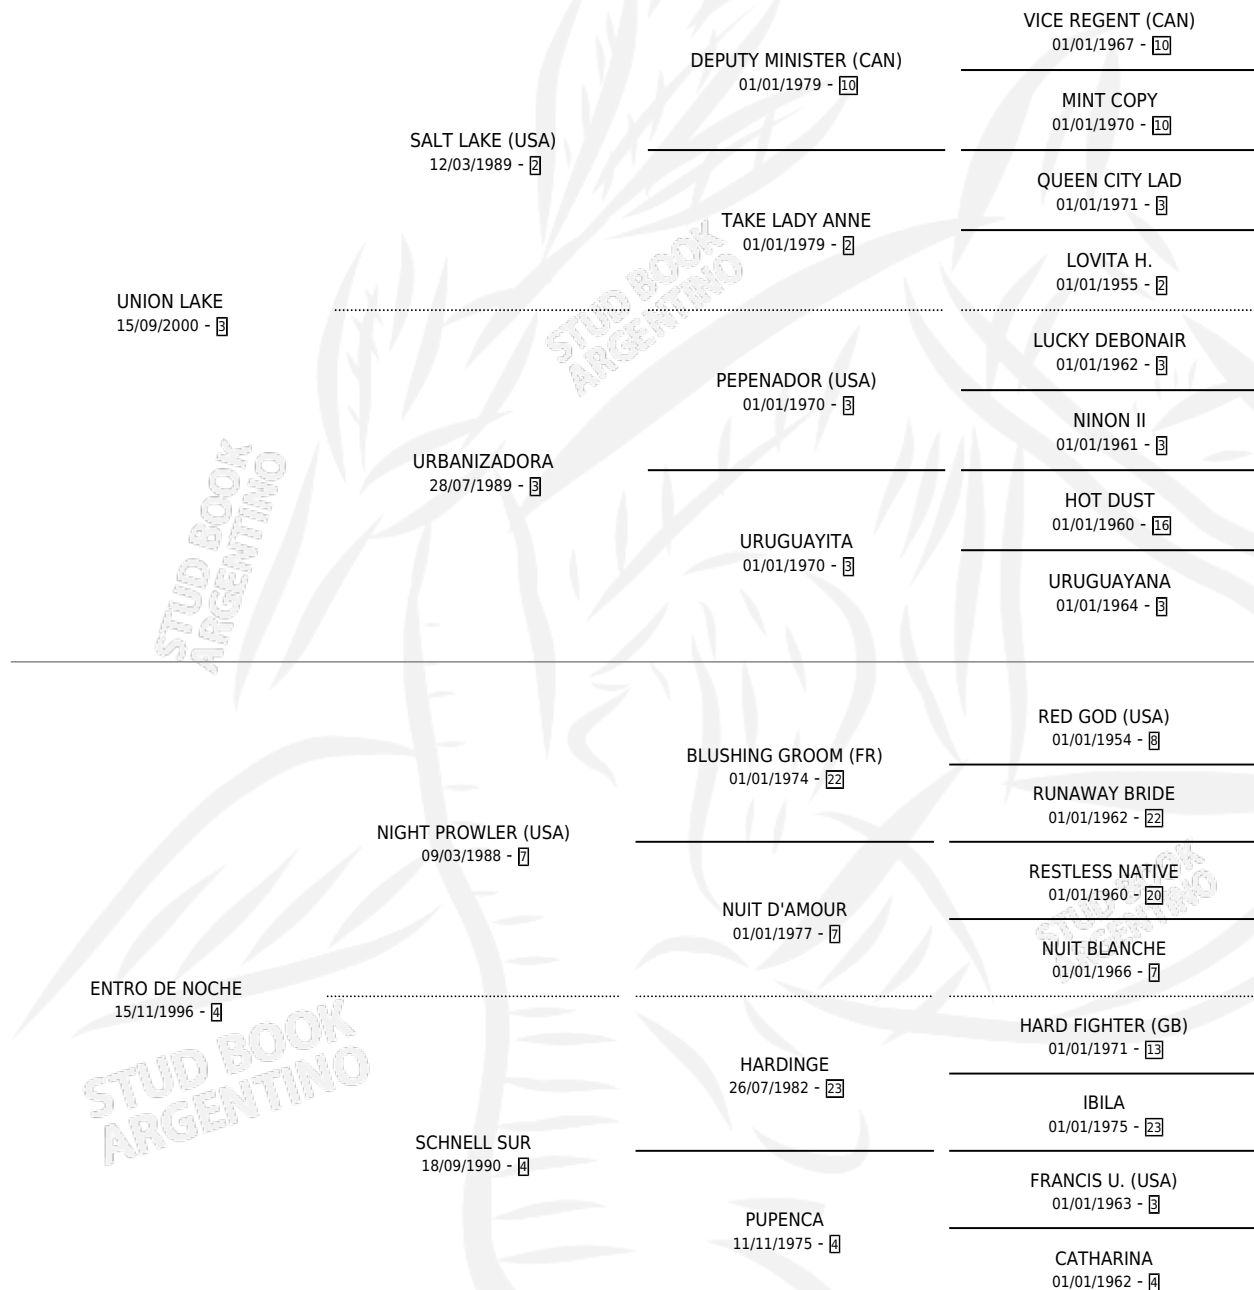 VICE REGENT (CAN)
01/01/1967 - 10
DEPUTY MINISTER (CAN)
01/01/1979 - 10
MINT COPY
01/01/1970 - 10
SALT LAKE (USA)
12/03/1989 - 2
QUEEN CITY LAD
01/01/1971 - 3
TAKE LADY ANNE
01/01/1979 - 2
LOVITA H.
01/01/1955 - 2
UNION LAKE
15/09/2000 - 3
STUD BOOK
ARGENTINO
LUCKY DEBONAIR
01/01/1962 - 3
PEPENADOR (USA)
01/01/1970 - 3
NINON II
01/01/1961 - 3
URBANIZADORA
28/07/1989 - 3
HOT DUST
01/01/1960 - 16
URUGUAYITA
01/01/1970 - 3
URUGUAYANA
01/01/1964 - 3
STUD BOOK
ARGENTINO
RED GOD (USA)
01/01/1954 - 8
BLUSHING GROOM (FR)
01/01/1974 - 22
RUNAWAY BRIDE
01/01/1962 - 22
NIGHT PROWLER (USA)
09/03/1988 - 7
RESTLESS NATIVE
01/01/1960 - 20
NUIT D'AMOUR
01/01/1977 - 7
STUD BOOK
ARGENTINO
NUIT BLANCHE
01/01/1966 - 7
ENTRO DE NOCHE
15/11/1996 - 4
STUD BOOK
ARGENTINO
HARD FIGHTER (GB)
01/01/1971 - 13
HARDINGE
26/07/1982 - 23
IBILA
01/01/1975 - 23
SCHNELL SUR
18/09/1990 - 4
FRANCIS U. (USA)
01/01/1963 - 3
PUPENCA
11/11/1975 - 4
CATHARINA
01/01/1962 - 4